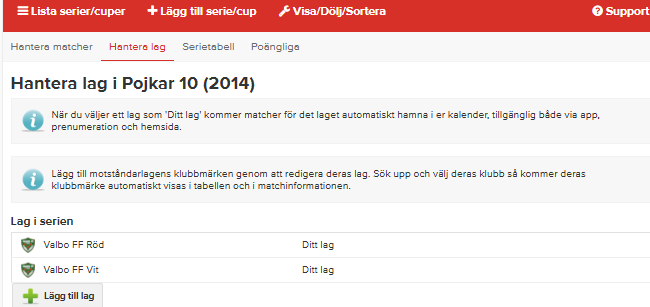 Lista serier/cuper Lägg till serie/cup Visa/Dölj/Sortera Support
Hantera matcher Hantera lag Serietabell Poängliga
Hantera lag i Pojkar 10 (2014)
När du väljer ett lag som 'Ditt lag' kommer matcher för det laget automatiskt hamna i er kalender, tillgänglig både via app,
prenumeration och hemsida.
Lägg till motståndarlagens klubbmärken genom att redigera deras lag. Sök upp och välj deras klubb så kommer deras
klubbmärke automatiskt visas i tabellen och i matchinformationen.
Lag i serien
Valbo FF Röd Ditt lag
Valbo FF Vit Ditt lag
Lägg till lag